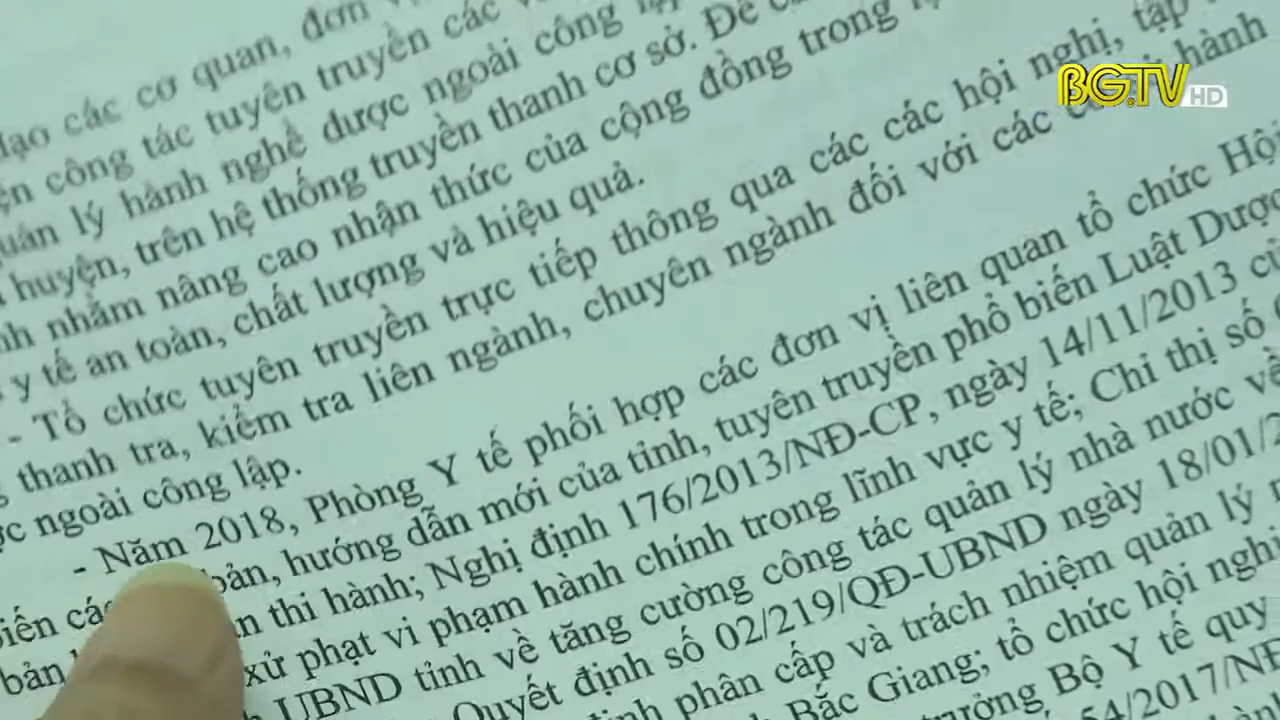 các cơ quan, đơn
công tác tuyên truyền các
lý hành nghề dược ngoài công
huyện, trên hệ thống truyền thanh cơ sở. Để
nhằm nâng cao nhận thức của cộng đồng trong
y tế an toàn, chất lượng và hiệu quả.
- Tổ chức tuyên truyền trực tiếp thông qua các các hội nghị, tập
thanh tra, kiểm tra liên ngành, chuyên ngành đối với các hành
ngoài công lập.
- Năm 2018, Phòng Y tế phối hợp các đơn vị liên quan tổ chức Hội
bản, hướng dẫn mới của tỉnh, tuyên truyền phổ biến Luật Dược
thi hành; Nghị định 176/2013/NĐ-CP, ngày 14/11/2013
bản xử phạt vi phạm hành chính trong lĩnh vực y tế; Chỉ thị số
UBND tỉnh về tăng cường công tác quản lý nhà nước về
Quyết định số 02/219/QĐ-UBND ngày 18/01/
phân cấp và trách nhiệm quản lý
Bắc Giang; tổ chức hội nghị
trưởng Bộ Y tế quy
54/2017/NĐ
BGTV HD